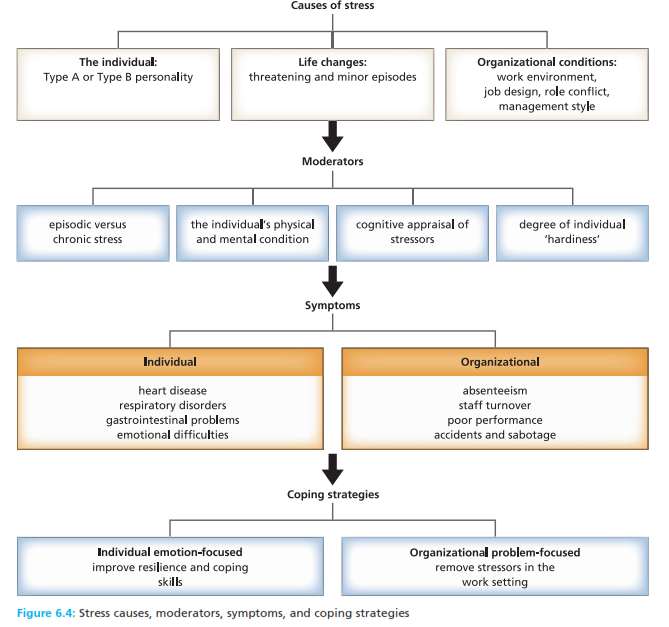 Causes of stress
The individual:
Type A or Type B personality
Life changes:
threatening and minor episodes
Organizational conditions:
work environment,
job design, role conflict,
management style
Moderators
episodic versus
chronic stress
the individual's physical
and mental condition
cognitive appraisal of
stressors
degree of individual
'hardiness'
Symptoms
Individual
heart disease
respiratory disorders
gastrointestinal problems
emotional difficulties
Organizational
absenteeism
staff turnover
poor performance
accidents and sabotage
Coping strategies
Individual emotion-focused
improve resilience and coping
skills
Organizational problem-focused
remove stressors in the
work setting
Figure 6.4: Stress causes, moderators, symptoms, and coping strategies